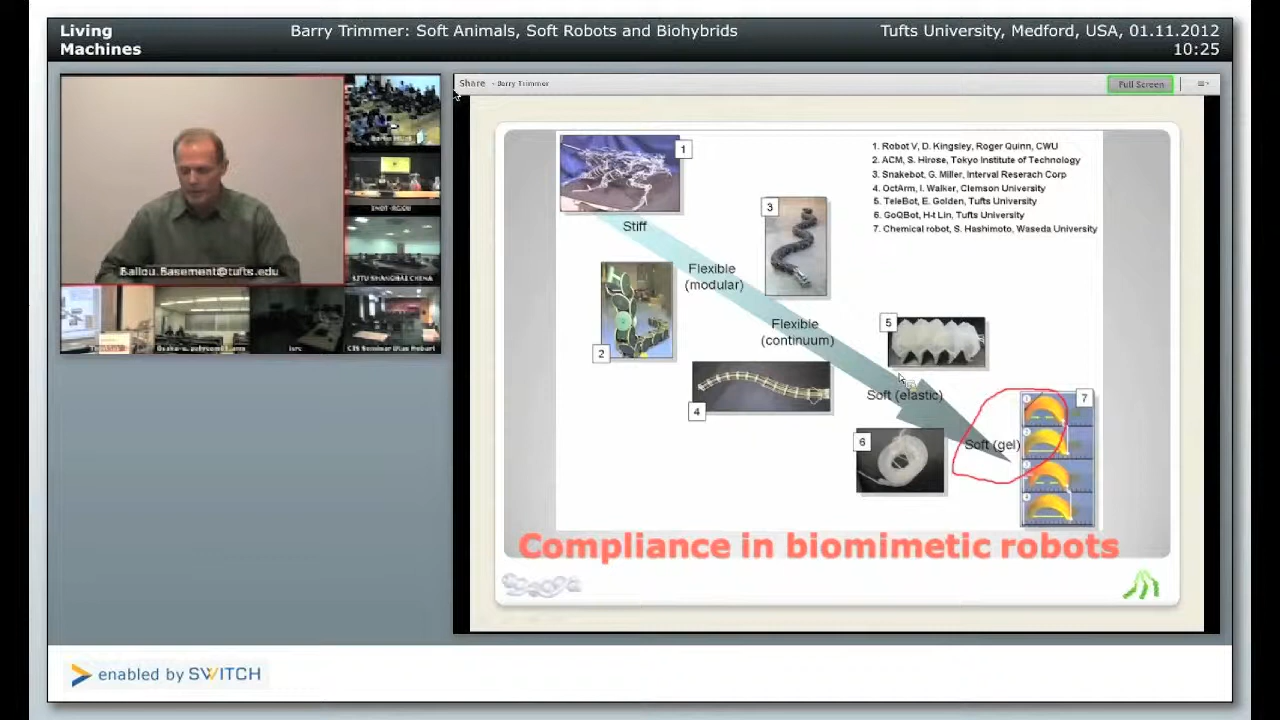 Living
Machines
Barry Trimmer: Soft Animals, Soft Robots and Biohybrids
Tufts University, Medford, USA, 01.11.2012
10:25
Share - Barry Trimmer
Full Screen
Ballou.Basement@tufts.edu
SJTU SHANGHAI CHINA
1. Robot V, D. Kingsley, Roger Quinn, CWU
2. ACM, S. Hirose, Tokyo Institute of Technology
3. Snakebot, G. Miller, Interval Reserach Corp
4. OctArm, I. Walker, Clemson University
5. TeleBot, E. Golden, Tufts University
6. GoQBot, H-t Lin, Tufts University
7. Chemical robot, S. Hashimoto, Waseda University
1
Stiff
3
Flexible
(modular)
2
Flexible
(continuum)
5
4
Soft (elastic)
7
6
Soft (gel)
Compliance in biomimetic robots
enabled by SWITCH